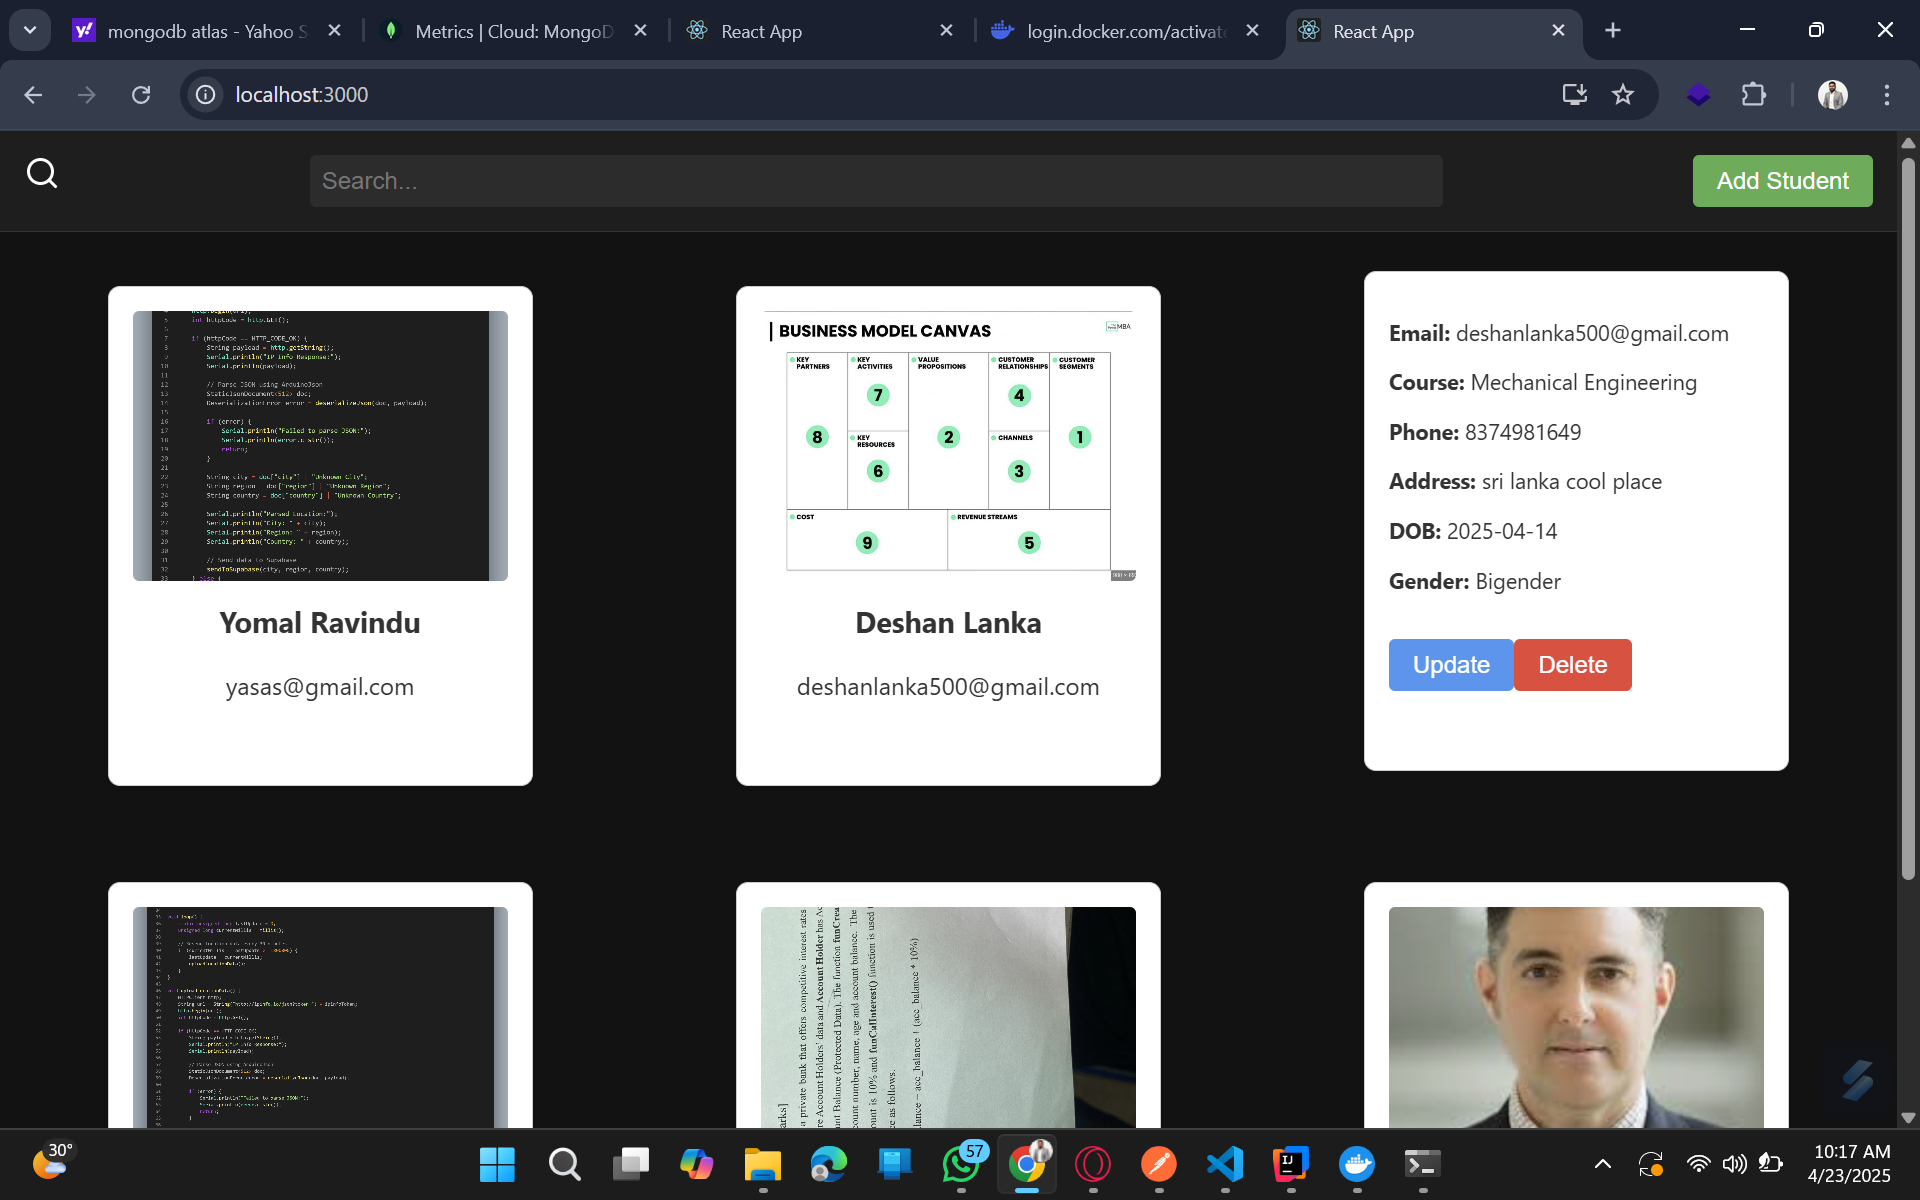 mongodb atlas - Yahoo S
Metrics | Cloud: MongoD
React App
login.docker.com/activate
React App
localhost:3000
Search...
Add Student
int httpCode = http.GET();
if (httpCode == HTTP_CODE_OK) {
String payload = http.getString();
Serial.println("IP Info Response:");
Serial.println(payload);
// Parse JSON using ArduinoJson
StaticJsonDocument<512> doc;
DeserializationError error = deserializeJson(doc, payload);
if (error) {
Serial.println("Failed to parse JSON:");
Serial.println(error.c_str());
return;
}
String city = doc["city"] | "Unknown City";
String region = doc["region"] | "Unknown Region";
String country = doc["country"] | "Unknown Country";
Serial.println("Parsed Location:");
Serial.println("City: " + city);
Serial.println("Region: " + region);
Serial.println("Country: " + country);
// Send data to Supabase
sendToSupabase(city, region, country);
} else {
Yomal Ravindu
yasas@gmail.com
BUSINESS MODEL CANVAS
MBA
KEY PARTNERS
8
KEY ACTIVITIES
7
KEY RESOURCES
6
VALUE PROPOSITIONS
2
CUSTOMER RELATIONSHIPS
4
CHANNELS
3
CUSTOMER SEGMENTS
1
COST
9
REVENUE STREAMS
5
Deshan Lanka
deshanlanka500@gmail.com
Email: deshanlanka500@gmail.com
Course: Mechanical Engineering
Phone: 8374981649
Address: sri lanka cool place
DOB: 2025-04-14
Gender: Bigender
Update
Delete
private bank that offers competitive interest rates
Account Holders' data and Account Holder has Ac
Balance (Protected Data). The function funCrea
number, name, age and account balance. The
is 10% and funCalInterest() function is used
as follows.
acc_balance + (acc_balance * 10%)
30°
57
10:17 AM
4/23/2025